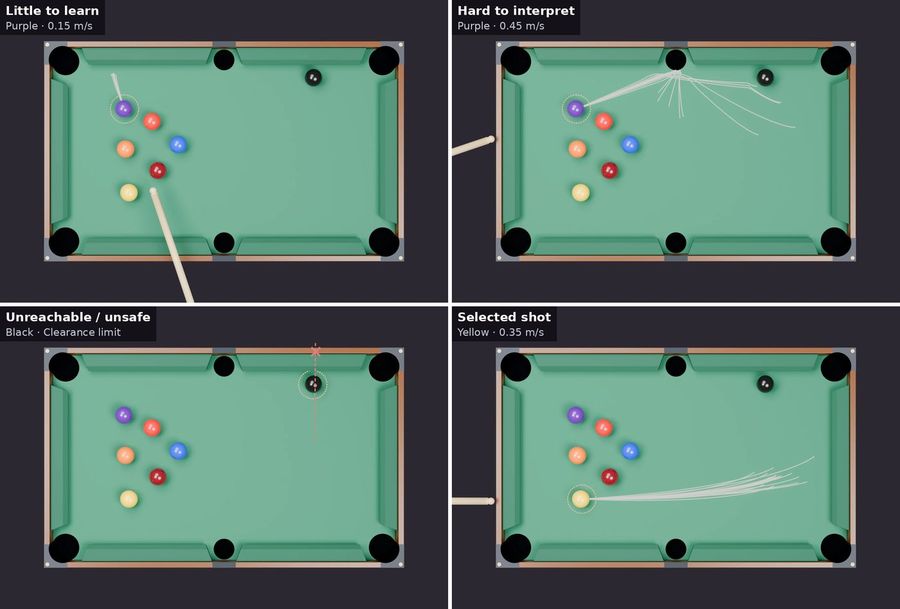 Little to learn
Purple · 0.15 m/s
Hard to interpret
Purple · 0.45 m/s
Unreachable / unsafe
Black · Clearance limit
Selected shot
Yellow · 0.35 m/s